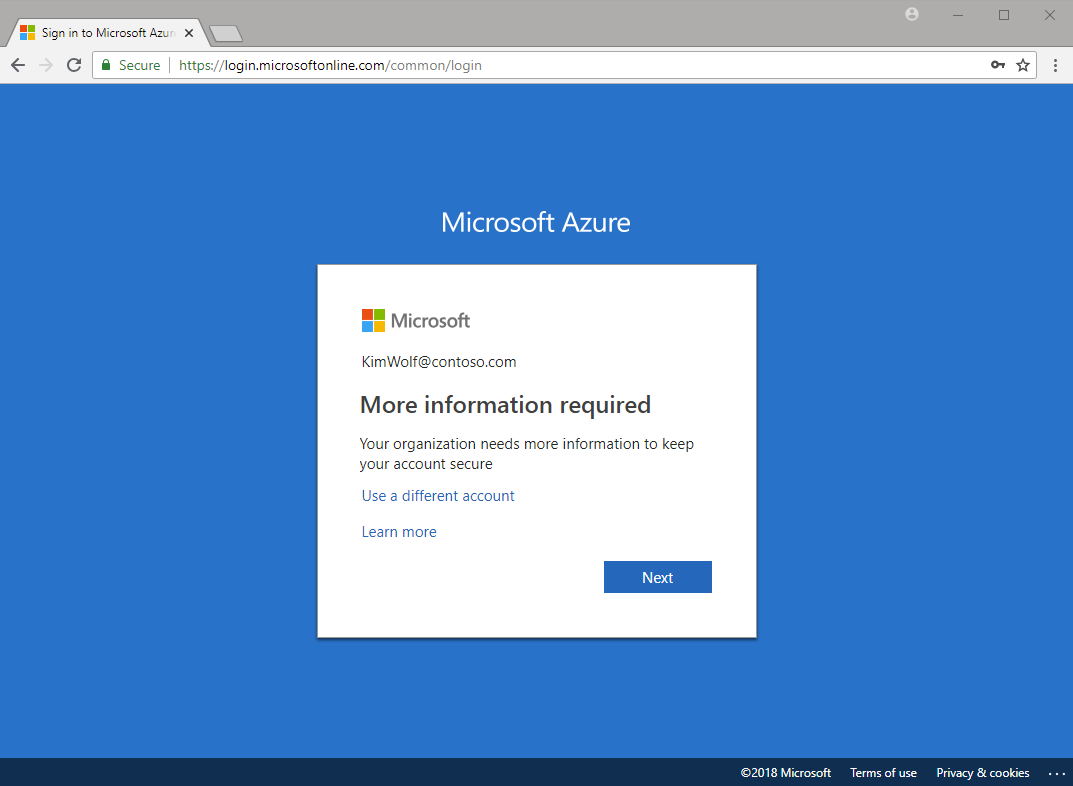 Sign in to Microsoft Azur
Secure
https://login.microsoftonline.com/common/login
Microsoft Azure
Microsoft
KimWolf@contoso.com
More information required
Your organization needs more information to keep
your account secure
Use a different account
Learn more
Next
©2018 Microsoft Terms of use Privacy & cookies ...